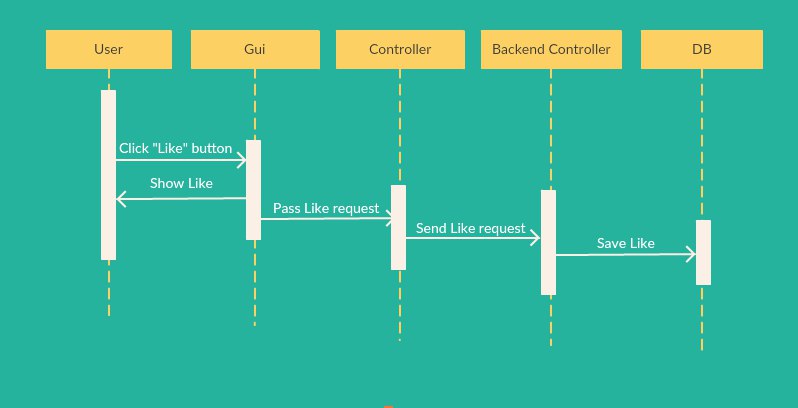 User
Gui
Controller
Backend Controller
DB
Click "Like" button
Show Like
Pass Like request
Send Like request
Save Like